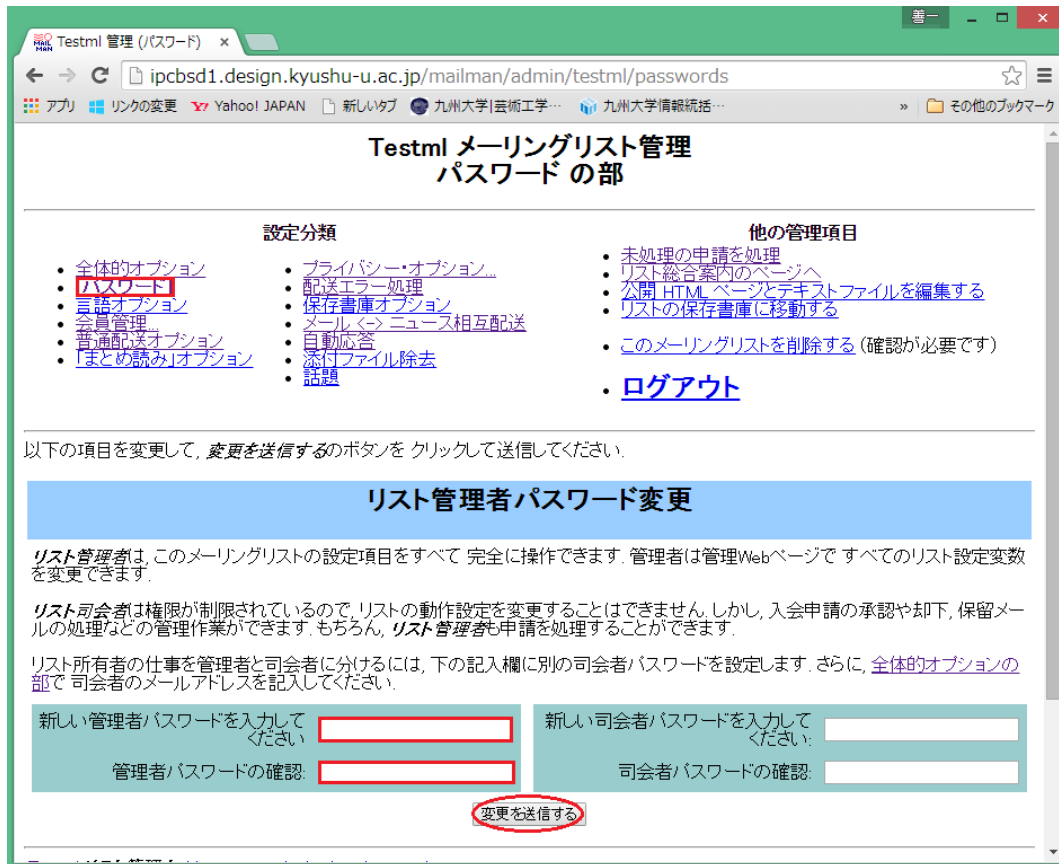 善一
MAIL MAN
Testml 管理 (パスワード) ×
ipcbsd1.design.kyushu-u.ac.jp/mailman/admin/testml/passwords
アプリ リンクの変更 Yahoo! JAPAN 新しいタブ 九州大学|芸術工学… 九州大学情報統括… » その他のブックマーク
Testml メーリングリスト管理
パスワード の部
設定分類
全体的オプション
[パスワード]
言語オプション
会員管理...
普通配送オプション
「まとめ読み」オプション
プライバシー・オプション...
配送エラー処理
保存書庫オプション
メール <-> ニュース相互配送
自動応答
添付ファイル除去
話題
他の管理項目
未処理の申請を処理
リスト総合案内のページへ
公開 HTML ページとテキストファイルを編集する
リストの保存書庫に移動する
このメーリングリストを削除する (確認が必要です)
ログアウト
以下の項目を変更して, 変更を送信するのボタンを クリックして送信してください.
リスト管理者パスワード変更
リスト管理者は, このメーリングリストの設定項目をすべて 完全に操作できます. 管理者は管理Webページで すべてのリスト設定変数
を変更できます.
リスト司会者は権限が制限されているので, リストの動作設定を変更することはできません. しかし, 入会申請の承認や却下, 保留メー
ルの処理などの管理作業ができます. もちろん, リスト管理者も申請を処理することができます.
リスト所有者の仕事を管理者と司会者に分けるには, 下の記入欄に別の司会者パスワードを設定します. さらに, 全体的オプションの
部で 司会者のメールアドレスを記入してください.
新しい管理者パスワードを入力して
ください
管理者パスワードの確認:
新しい司会者パスワードを入力して
ください:
司会者パスワードの確認:
変更を送信する